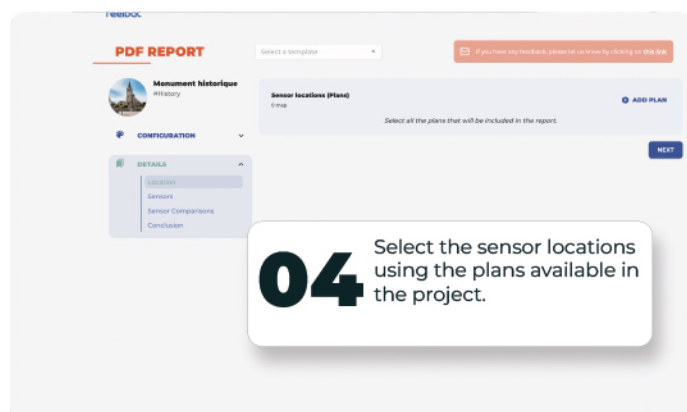 PDF REPORT
Select a template
If you have any feedback, please let us know by clicking on this link
Monument historique
#History
Sensor locations (Plans)
0 map
ADD PLAN
Select all the plans that will be included in the report.
CONFIGURATION
NEXT
DETAILS
Location
Sensors
Sensor Comparisons
Conclusion
04
Select the sensor locations
using the plans available in
the project.